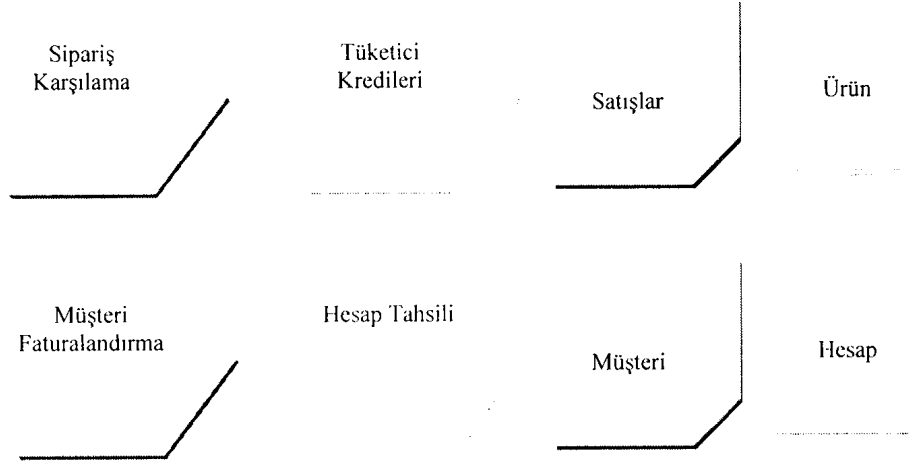 Sipariş
Karşılama
Tüketici
Kredileri
Satışlar
Ürün
Müşteri
Faturalandırma
Hesap Tahsili
Müşteri
Hesap